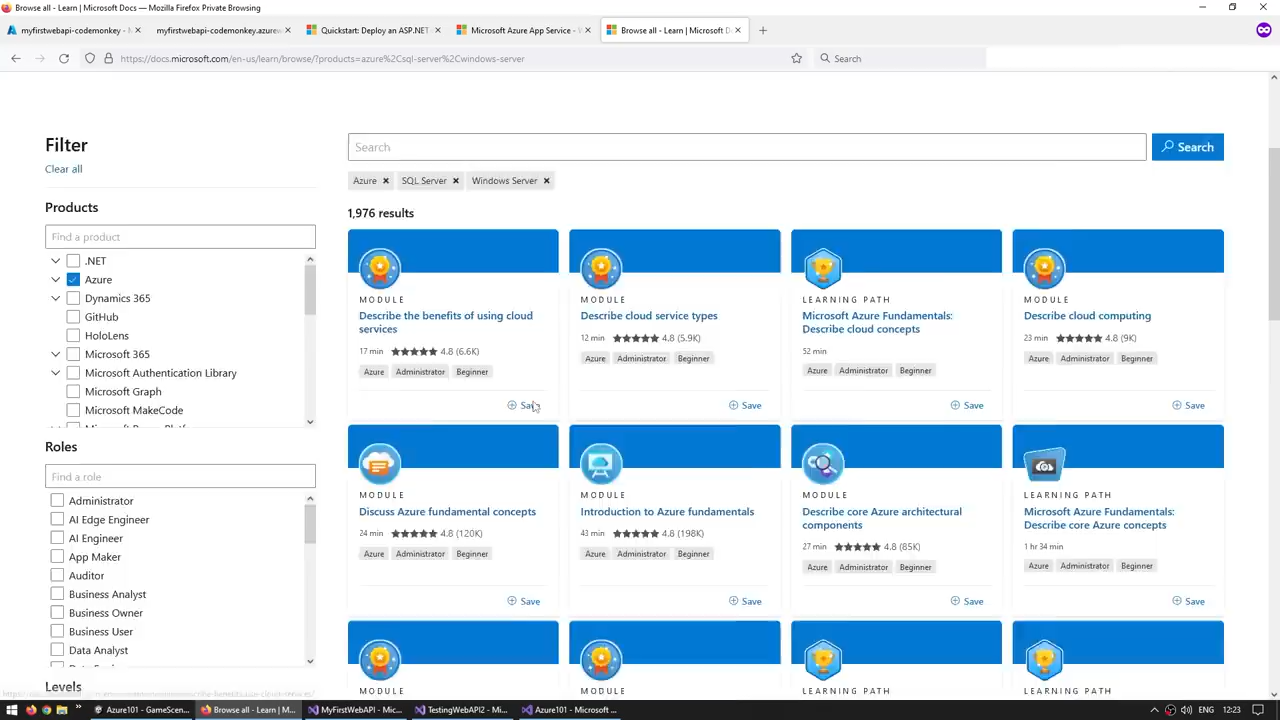 Browse all - Learn | Microsoft Docs — Mozilla Firefox Private Browsing
myfirstwebapi-codemonkey - M
myfirstwebapi-codemonkey.azurew
Quickstart: Deploy an ASP.NET
Microsoft Azure App Service -
Browse all - Learn | Microsoft D
https://docs.microsoft.com/en-us/learn/browse/?products=azure%2Csql-server%2Cwindows-server
Search
Filter
Clear all
Products
Find a product
.NET
Azure
Dynamics 365
GitHub
HoloLens
Microsoft 365
Microsoft Authentication Library
Microsoft Graph
Microsoft MakeCode
Roles
Find a role
Administrator
AI Edge Engineer
AI Engineer
App Maker
Auditor
Business Analyst
Business Owner
Business User
Data Analyst
Levels
Search
Search
Azure
SQL Server
Windows Server
1,976 results
MODULE
Describe the benefits of using cloud
services
17 min 4.8 (6.6K)
Azure Administrator Beginner
Save
MODULE
Describe cloud service types
12 min 4.8 (5.9K)
Azure Administrator Beginner
Save
LEARNING PATH
Microsoft Azure Fundamentals:
Describe cloud concepts
52 min
Azure Administrator Beginner
Save
MODULE
Describe cloud computing
23 min 4.8 (9K)
Azure Administrator Beginner
Save
MODULE
Discuss Azure fundamental concepts
24 min 4.8 (120K)
Azure Administrator Beginner
Save
MODULE
Introduction to Azure fundamentals
43 min 4.8 (198K)
Azure Administrator Beginner
Save
MODULE
Describe core Azure architectural
components
27 min 4.8 (85K)
Azure Administrator Beginner
Save
LEARNING PATH
Microsoft Azure Fundamentals:
Describe core Azure concepts
1 hr 34 min
Azure Administrator Beginner
Save
MODULE
MODULE
LEARNING PATH
LEARNING PATH
Azure101 - GameScen...
Browse all - Learn | M...
MyFirstWebAPI - Mic...
TestingWebAPI2 - Mi...
Azure101 - Microsoft ...
ENG
12:23